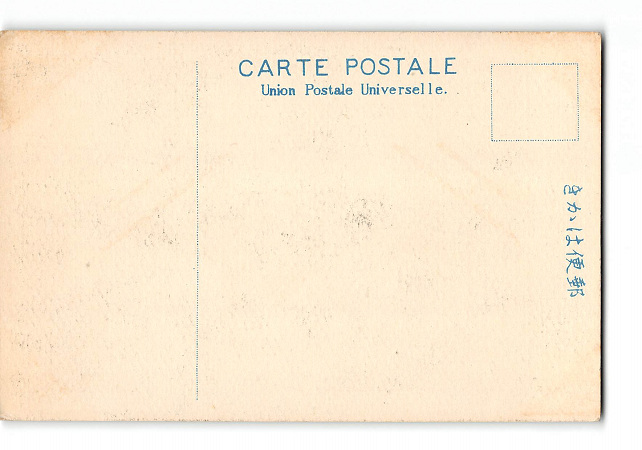 CARTE POSTALE
Union Postale Universelle.
きかは便郵